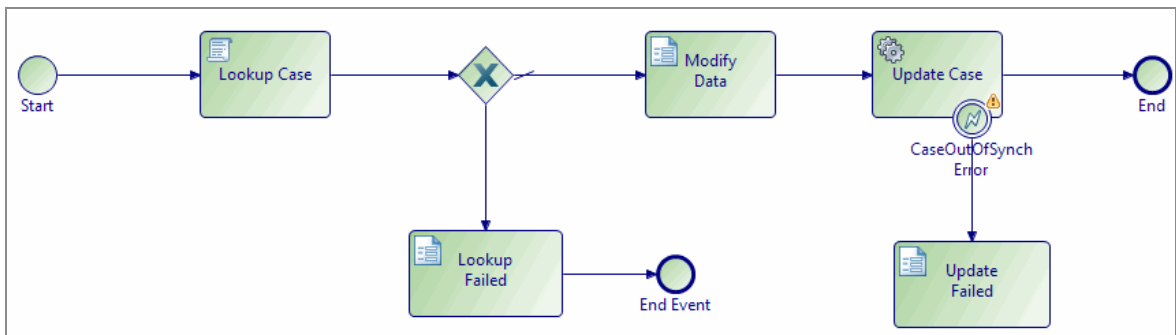 Start
Lookup Case
X
Modify
Data
Update Case
End
CaseOutOfSynch
Error
Lookup
Failed
End Event
Update
Failed